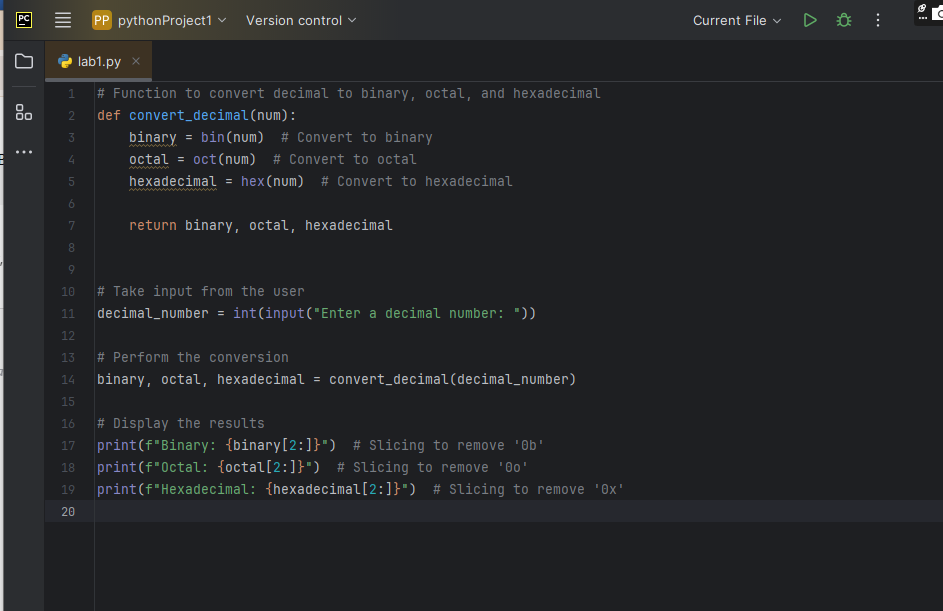 PC PP pythonProject1 Version control Current File
lab1.py
1 # Function to convert decimal to binary, octal, and hexadecimal
2 def convert_decimal(num):
3     binary = bin(num)  # Convert to binary
4     octal = oct(num)  # Convert to octal
5     hexadecimal = hex(num)  # Convert to hexadecimal
6
7     return binary, octal, hexadecimal
8
9
10 # Take input from the user
11 decimal_number = int(input("Enter a decimal number: "))
12
13 # Perform the conversion
14 binary, octal, hexadecimal = convert_decimal(decimal_number)
15
16 # Display the results
17 print(f"Binary: {binary[2:]}")  # Slicing to remove '0b'
18 print(f"Octal: {octal[2:]}")  # Slicing to remove '0o'
19 print(f"Hexadecimal: {hexadecimal[2:]}")  # Slicing to remove '0x'
20